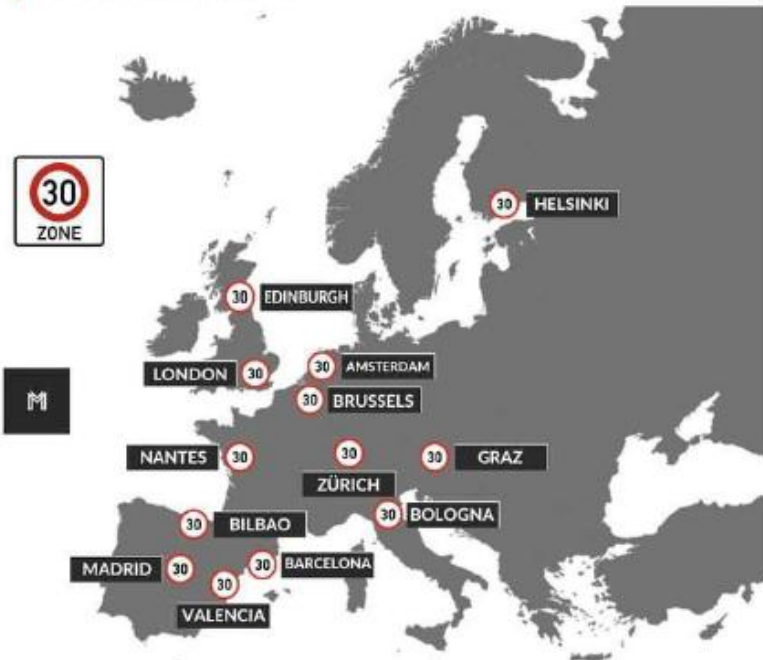 30
ZONE
30 HELSINKI
30 EDINBURGH
LONDON 30
30 AMSTERDAM
30 BRUSSELS
M
NANTES 30
30
ZÜRICH
30 GRAZ
30 BOLOGNA
30 BILBAO
MADRID 30
30 BARCELONA
30
VALENCIA